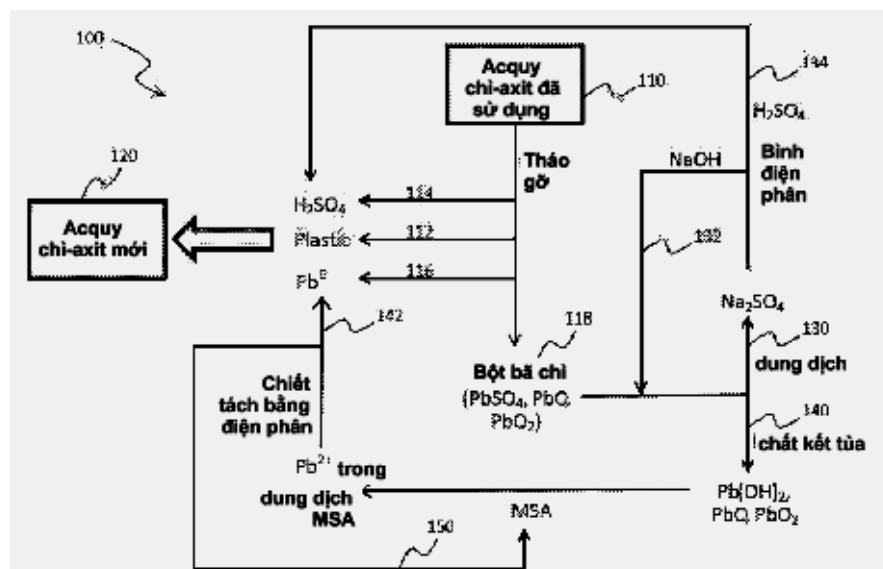 100
Acquy
chì-axit đã
sử dụng
110
144
H₂SO₄
120
Tháo
gỡ
NaOH
Bình
điện
phân
Acquy
chì-axit mới
H₂SO₄
114
Plastic
112
132
Pb⁰
116
142
118
Na₂SO₄
130
Bột bã chì
dung dịch
Chiết
tách bằng
điện phân
(PbSO₄, PbO,
PbO₂)
140
chất kết tủa
Pb²⁺ trong
dung dịch
MSA
MSA
Pb(OH)₂,
PbO, PbO₂
150